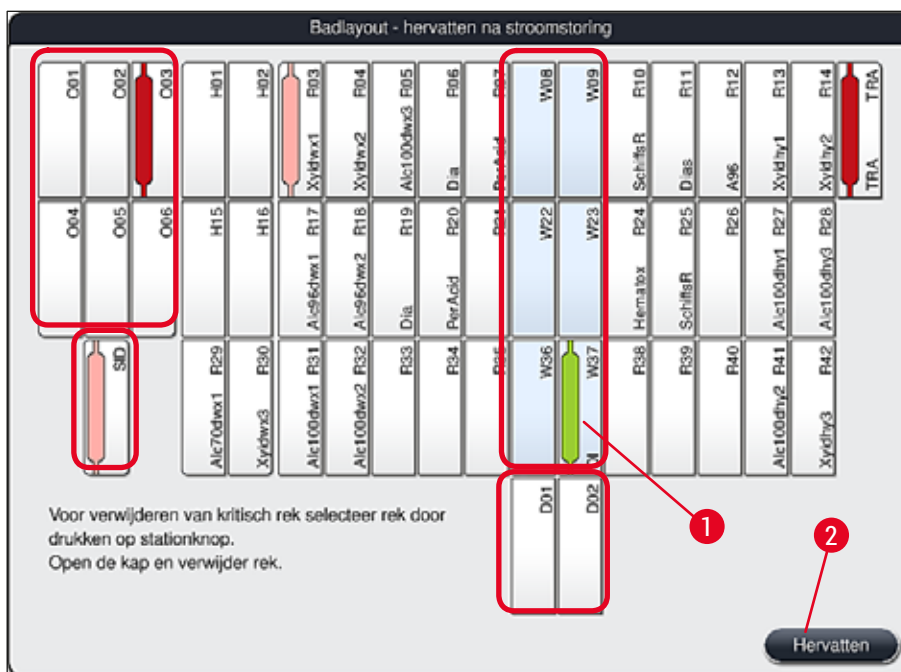 Badlayout - hervatten na stroomstoring
O01
O02
O03
H01
H02
R03 Xyldwx1
R04 Xyldwx2
R05 Alc100dwx3
R06 Dia
R07 PerAcid
W08
W09
R10 SchiffsR
R11 Dias
R12 A96
R13 Xyldhy1
R14 Xyldhy2
TRA TRA
O04
O05
O06
H15
H16
R17 Alc96dwx1
R18 Alc96dwx2
R19 Dia
R20 PerAcid
R21
W22
W23
R24 Hematox
R25 SchiffsR
R26
R27 Alc100dhy1
R28 Alc100dhy3
SID
R29 Alc70dwx1
R30 Xyldwx3
R31 Alc100dwx1
R32 Alc100dwx2
R33
R34
R35
W36
W37 DI
R38
R39
R40
R41 Alc100dhy2
R42 Xyldhy3
D01
D02
Voor verwijderen van kritisch rek selecteer rek door
drukken op stationknop.
Open de kap en verwijder rek.
1
2
Hervatten